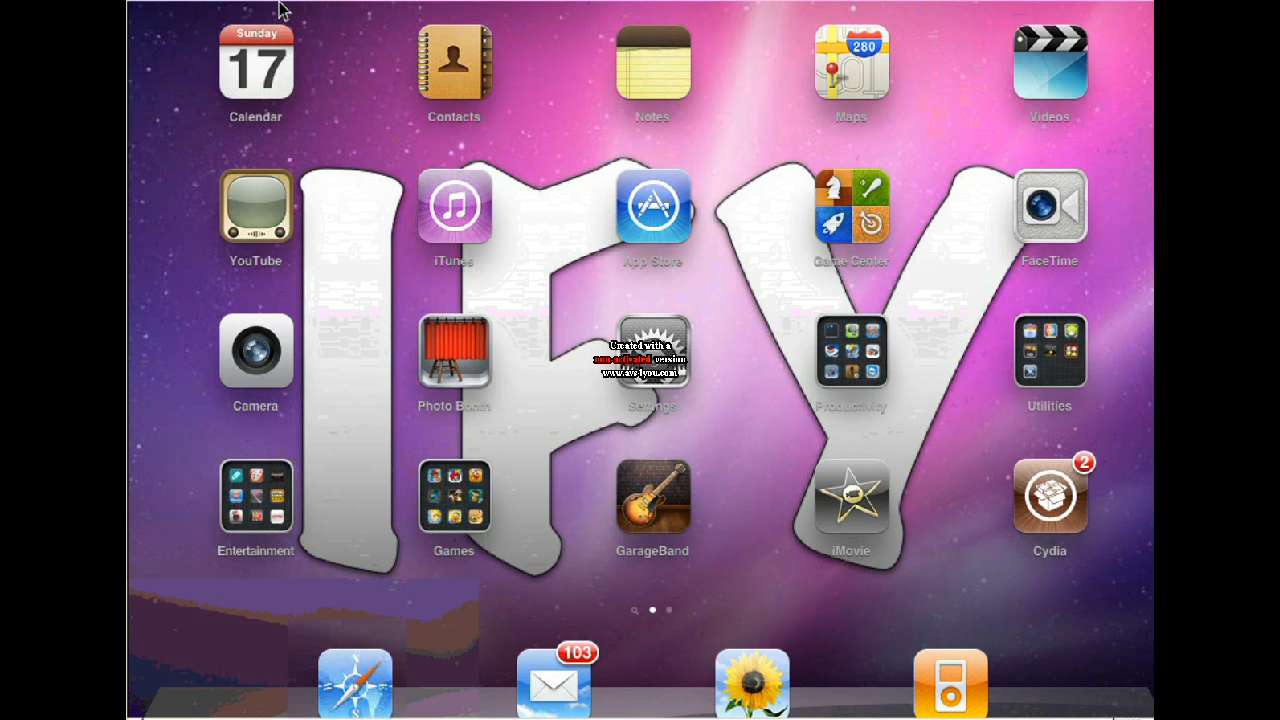 Sunday
17
280
Calendar
Contacts
Notes
Maps
Videos
IFY
YouTube
iTunes
App Store
Game Center
FaceTime
Created with a
non-activated version
www.avs4you.com
Camera
Photo Booth
Settings
Productivity
Utilities
2
Entertainment
Games
GarageBand
iMovie
Cydia
103
N
S